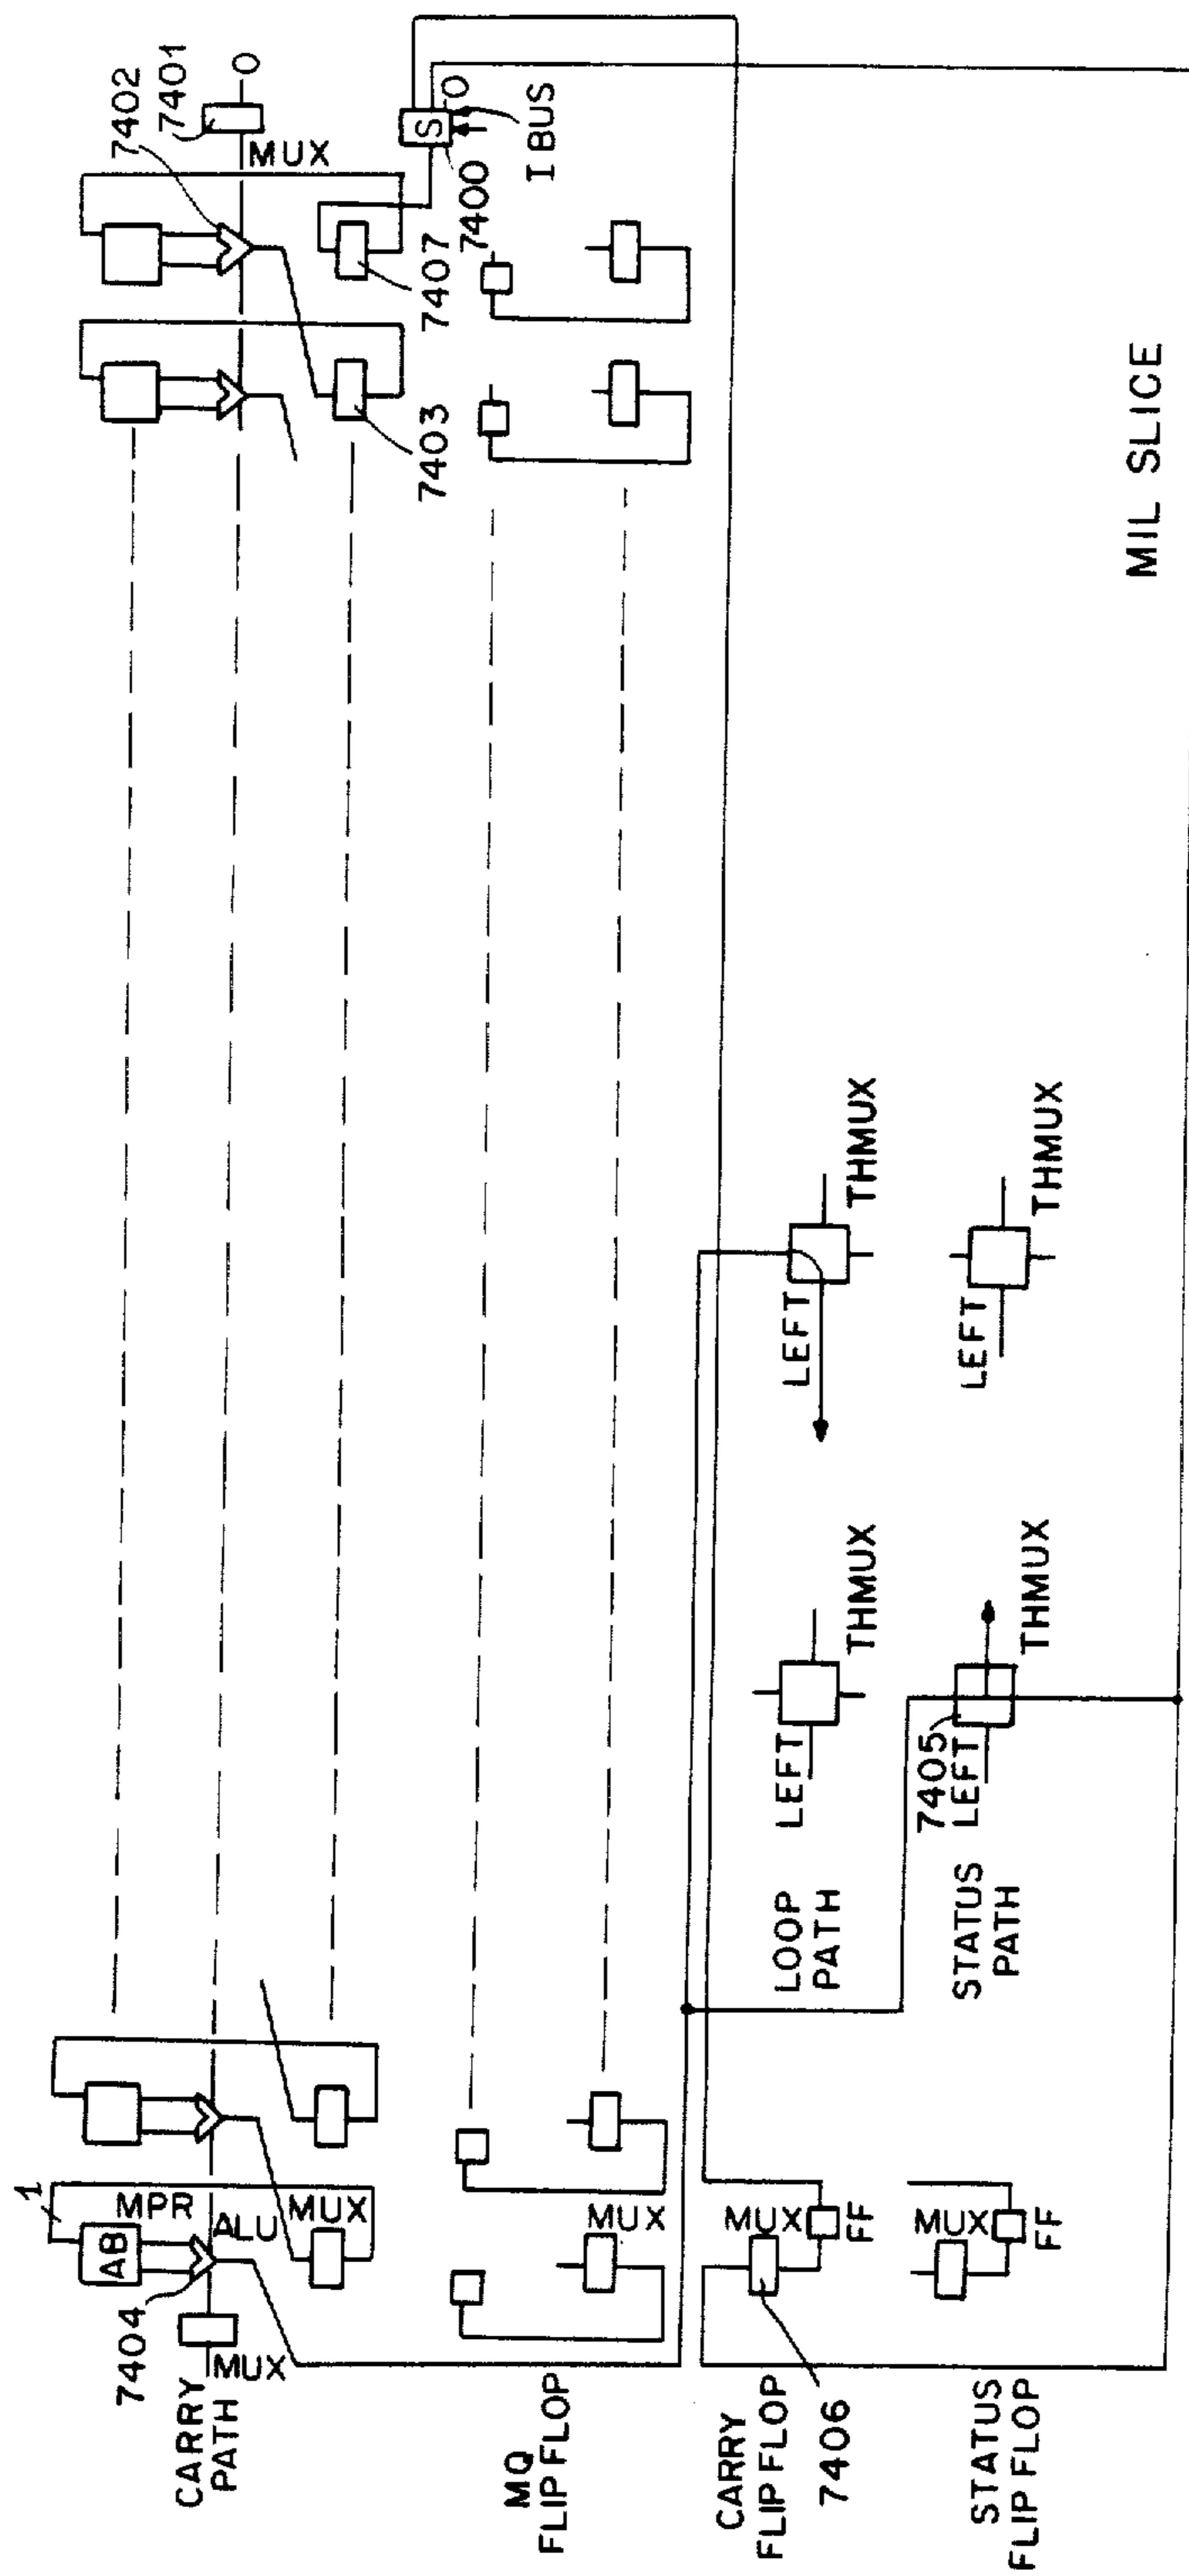 7402
7401
0
MUX
S
0
I BUS
7400
7407
7403
1
MPR
AB
ALU
MUX
7404
MUX
CARRY
PATH
MUX
MQ
FLIP FLOP
MUX
FF
CARRY
FLIP FLOP
7406
MUX
FF
STATUS
FLIP FLOP
LOOP
PATH
LEFT
THMUX
LEFT
THMUX
STATUS
PATH
7405
LEFT
THMUX
LEFT
THMUX
MIL SLICE